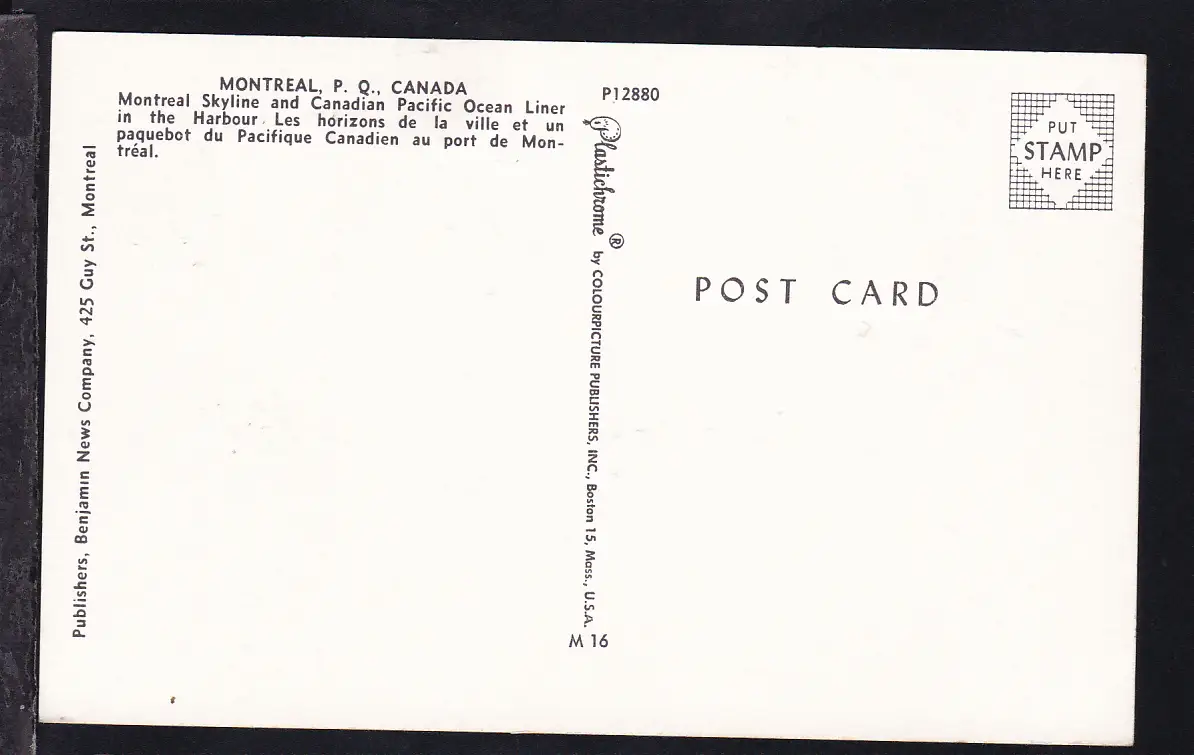 MONTREAL, P. Q., CANADA
Montreal Skyline and Canadian Pacific Ocean Liner
in the Harbour. Les horizons de la ville et un
paquebot du Pacifique Canadien au port de Mon-
tréal.
Publishers, Benjamin News Company, 425 Guy St., Montreal
P12880
Plastichrome ® by COLOURPICTURE PUBLISHERS, INC., Boston 15, Mass., U.S.A.
M 16
PUT
STAMP
HERE
POST CARD